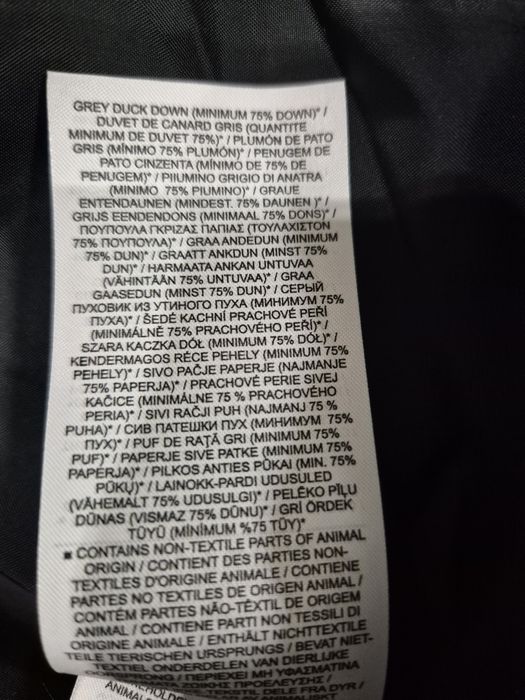 GREY DUCK DOWN (MINIMUM 75% DOWN)* /
DUVET DE CANARD GRIS (QUANTITE
MINIMUM DE DUVET 75%)* / PLUMÓN DE PATO
GRIS (MÍNIMO 75% PLUMÓN)* / PENUGEM DE
PATO CINZENTA (MÍNIMO DE 75% DE
PENUGEM)* / PIIUMINO GRIGIO DI ANATRA
(MINIMO 75% PIUMINO)* / GRAUE
ENTENDAUNEN (MINDEST. 75% DAUNEN )* /
GRIJS EENDENDONS (MINIMAAL 75% DONS)* /
ΠΟΥΠΟΥΛΑ ΓΚΡΙΖΑΣ ΠΑΠΙΑΣ (ΤΟΥΛΑΧΙΣΤΟΝ
75% ΠΟΥΠΟΥΛΑ)* / GRAA ANDEDUN (MINIMUM
75% DUN)* / GRAATT ANKDUN (MINST 75%
DUN)* / HARMAATA ANKAN UNTUVAA
(VÄHINTÄÄN 75% UNTUVAA)* / GRAA
GAASEDUN (MINST 75% DUN)* / СЕРЫЙ
ПУХОВИК ИЗ УТИНОГО ПУХА (МИНИМУМ 75%
ПУХА)* / ŠEDÉ KACHNÍ PRACHOVÉ PEŘÍ
(MINIMÁLNĚ 75% PRACHOVÉHO PEŘÍ)* /
SZARA KACZKA DÓŁ (MINIMUM 75% DÓŁ)* /
KENDERMAGOS RÉCE PEHELY (MINIMUM 75%
PEHELY)* / SIVO PAČJE PAPERJE (NAJMANJE
75% PAPERJA)* / PRACHOVÉ PERIE SIVEJ
KAČICE (MINIMÁLNE 75 % PRACHOVÉHO
PERIA)* / SIVI RAČJI PUH (NAJMANJ 75 %
PUHA)* / СИВ ПАТЕШКИ ПУХ (МИНИМУМ 75%
ПУХ)* / PUF DE RAŢĂ GRI (MINIMUM 75%
PUF)* / PAPERJE SIVE PATKE (MINIMUM 75%
PAPERJA)* / PILKOS ANTIES PŪKAI (MIN. 75%
PŪKŲ)* / LAINOKK-PARDI UDUSULED
(VÄHEMALT 75% UDUSULGI)* / PELĒKO PĪĻU
DŪNAS (VISMAZ 75% DŪNU)* / GRİ ÖRDEK
TÜYÜ (MİNİMUM %75 TÜY)*
■ CONTAINS NON-TEXTILE PARTS OF ANIMAL
ORIGIN / CONTIENT DES PARTIES NON-
TEXTILES D'ORIGINE ANIMALE / CONTIENE
PARTES NO TEXTILES DE ORIGEN ANIMAL /
CONTÉM PARTES NÃO-TÊXTIL DE ORIGEM
ANIMAL / CONTIENE PARTI NON TESSILI DI
ORIGINE ANIMALE / ENTHÄLT NICHTTEXTILE
TEILE TIERISCHEN URSPRUNGS / BEVAT NIET-
TEXTIEL ONDERDELEN VAN DIERLIJKE
ΠΕΡΙΕΧΕΙ ΜΗ ΥΦΑΣΜΑΤΙΝΑ